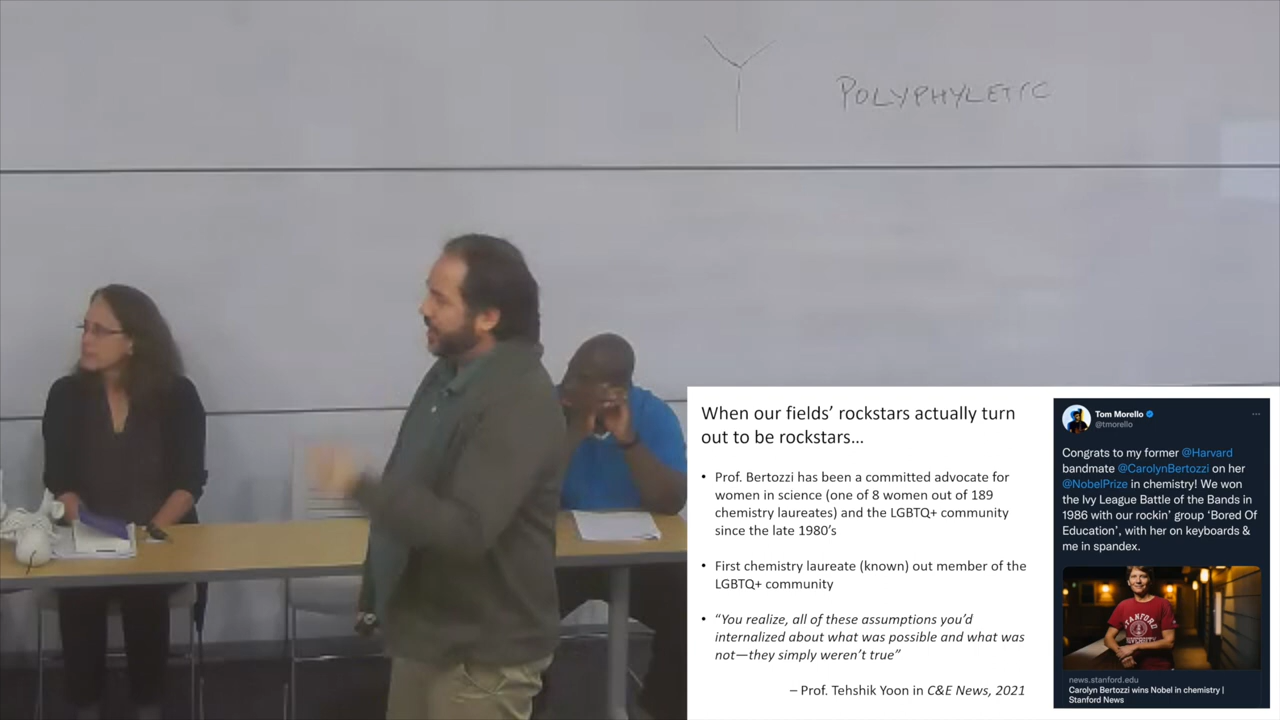 POLYPHYLETIC
When our fields’ rockstars actually turn
out to be rockstars…
• Prof. Bertozzi has been a committed advocate for
women in science (one of 8 women out of 189
chemistry laureates) and the LGBTQ+ community
since the late 1980’s
• First chemistry laureate (known) out member of the
LGBTQ+ community
• “You realize, all of these assumptions you’d
internalized about what was possible and what was
not—they simply weren’t true”
– Prof. Tehshik Yoon in C&E News, 2021
Tom Morello
@tmorello
Congrats to my former @Harvard
bandmate @CarolynBertozzi on her
@NobelPrize in chemistry! We won
the Ivy League Battle of the Bands in
1986 with our rockin’ group ‘Bored Of
Education’, with her on keyboards &
me in spandex.
STANFORD
news.stanford.edu
Carolyn Bertozzi wins Nobel in chemistry |
Stanford News